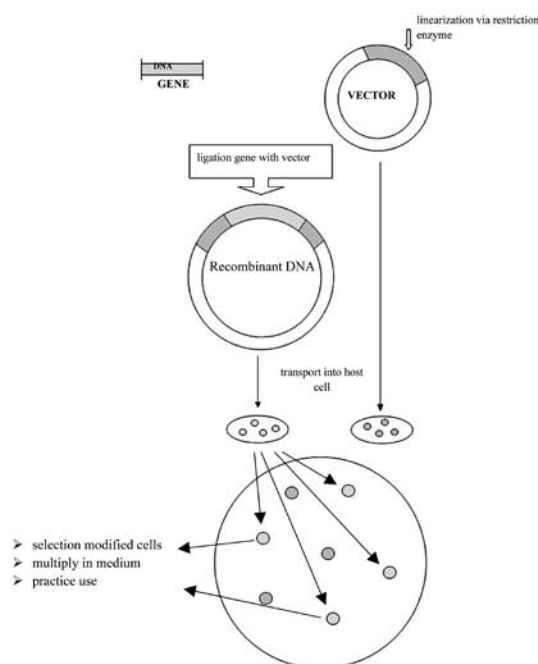 linearization via restriction
enzyme
DNA
GENE
VECTOR
ligation gene with vector
Recombinant DNA
transport into host
cell
➢ selection modified cells
➢ multiply in medium
➢ practice use